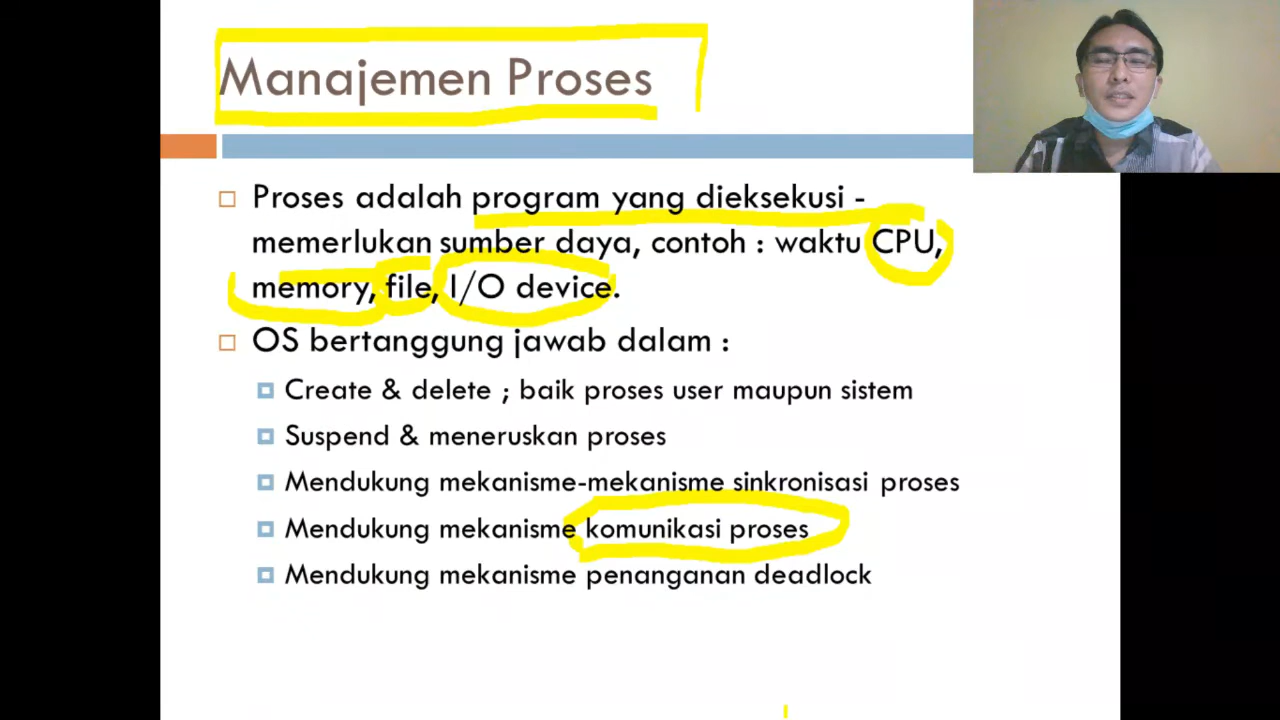 Manajemen Proses
Proses adalah program yang dieksekusi -
memerlukan sumber daya, contoh : waktu CPU,
memory, file, I/O device.
OS bertanggung jawab dalam :
Create & delete ; baik proses user maupun sistem
Suspend & meneruskan proses
Mendukung mekanisme-mekanisme sinkronisasi proses
Mendukung mekanisme komunikasi proses
Mendukung mekanisme penanganan deadlock